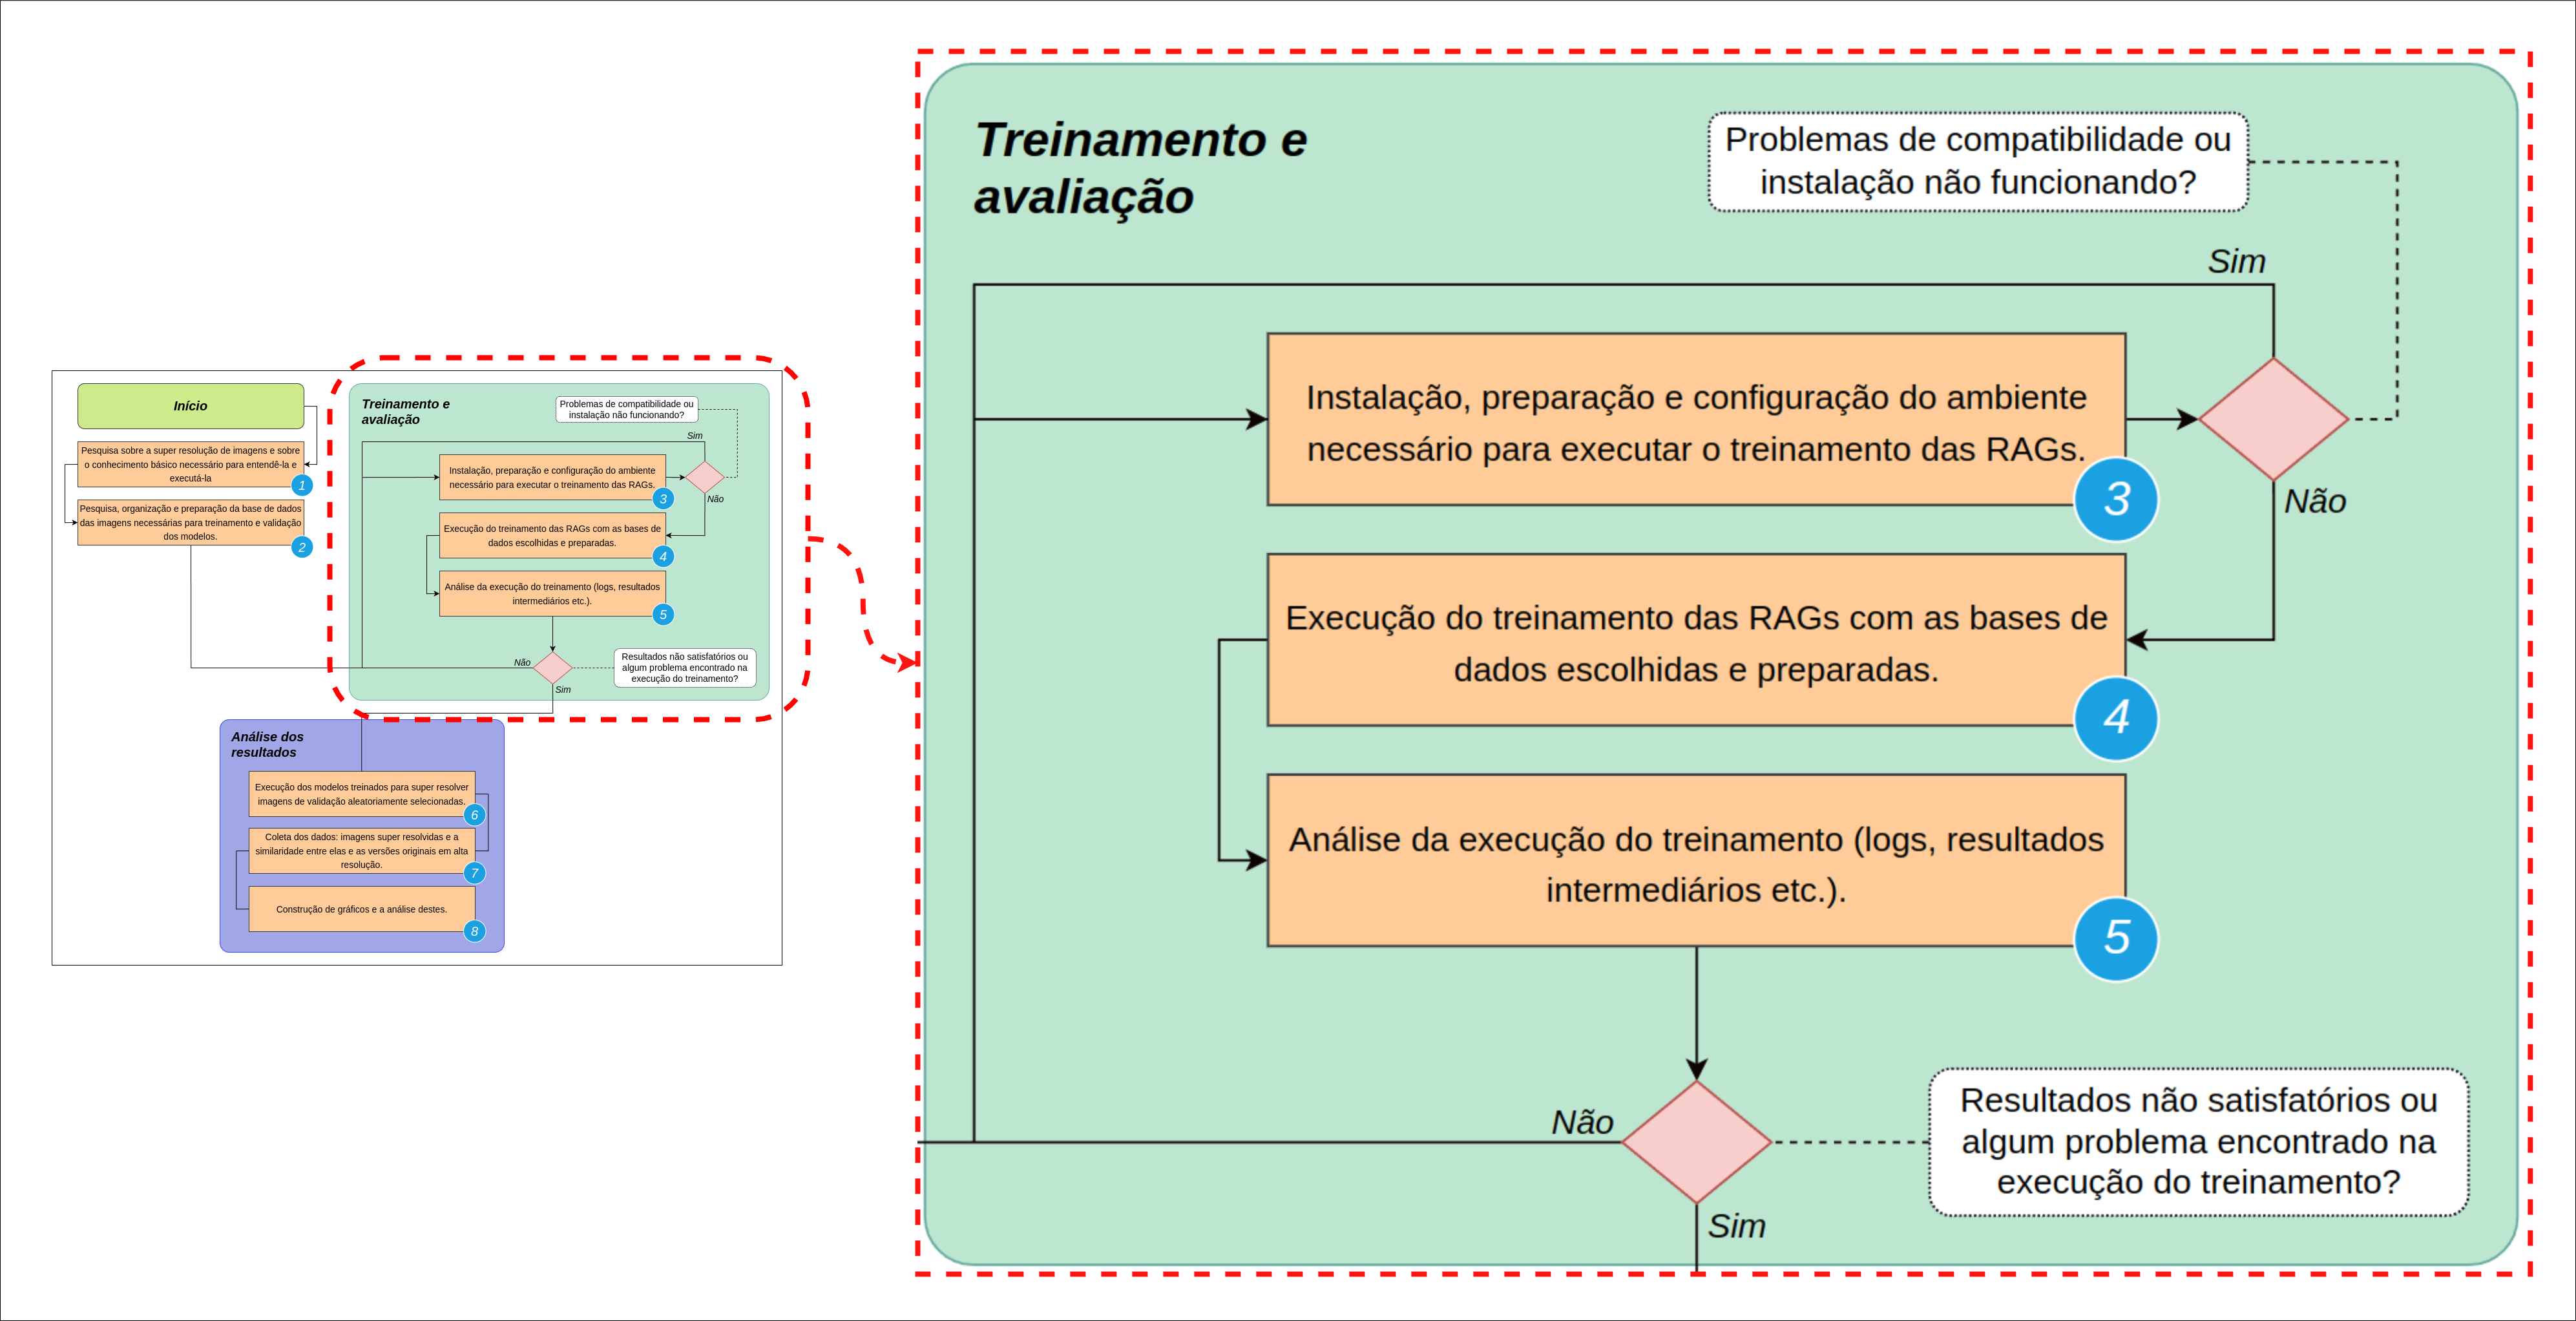 Início
Pesquisa sobre a super resolução de imagens e sobre
o conhecimento básico necessário para entendê-la e
executá-la
1
Pesquisa, organização e preparação da base de dados
das imagens necessárias para treinamento e validação
dos modelos.
2
Treinamento e
avaliação
Problemas de compatibilidade ou
instalação não funcionando?
Sim
Instalação, preparação e configuração do ambiente
necessário para executar o treinamento das RAGs.
3
Não
Execução do treinamento das RAGs com as bases de
dados escolhidas e preparadas.
4
Análise da execução do treinamento (logs, resultados
intermediários etc.).
5
Não
Resultados não satisfatórios ou
algum problema encontrado na
execução do treinamento?
Sim
Análise dos
resultados
Execução dos modelos treinados para super resolver
imagens de validação aleatoriamente selecionadas.
6
Coleta dos dados: imagens super resolvidas e a
similaridade entre elas e as versões originais em alta
resolução.
7
Construção de gráficos e a análise destes.
8
Treinamento e
avaliação
Problemas de compatibilidade ou
instalação não funcionando?
Sim
Instalação, preparação e configuração do ambiente
necessário para executar o treinamento das RAGs.
3
Não
Execução do treinamento das RAGs com as bases de
dados escolhidas e preparadas.
4
Análise da execução do treinamento (logs, resultados
intermediários etc.).
5
Não
Resultados não satisfatórios ou
algum problema encontrado na
execução do treinamento?
Sim